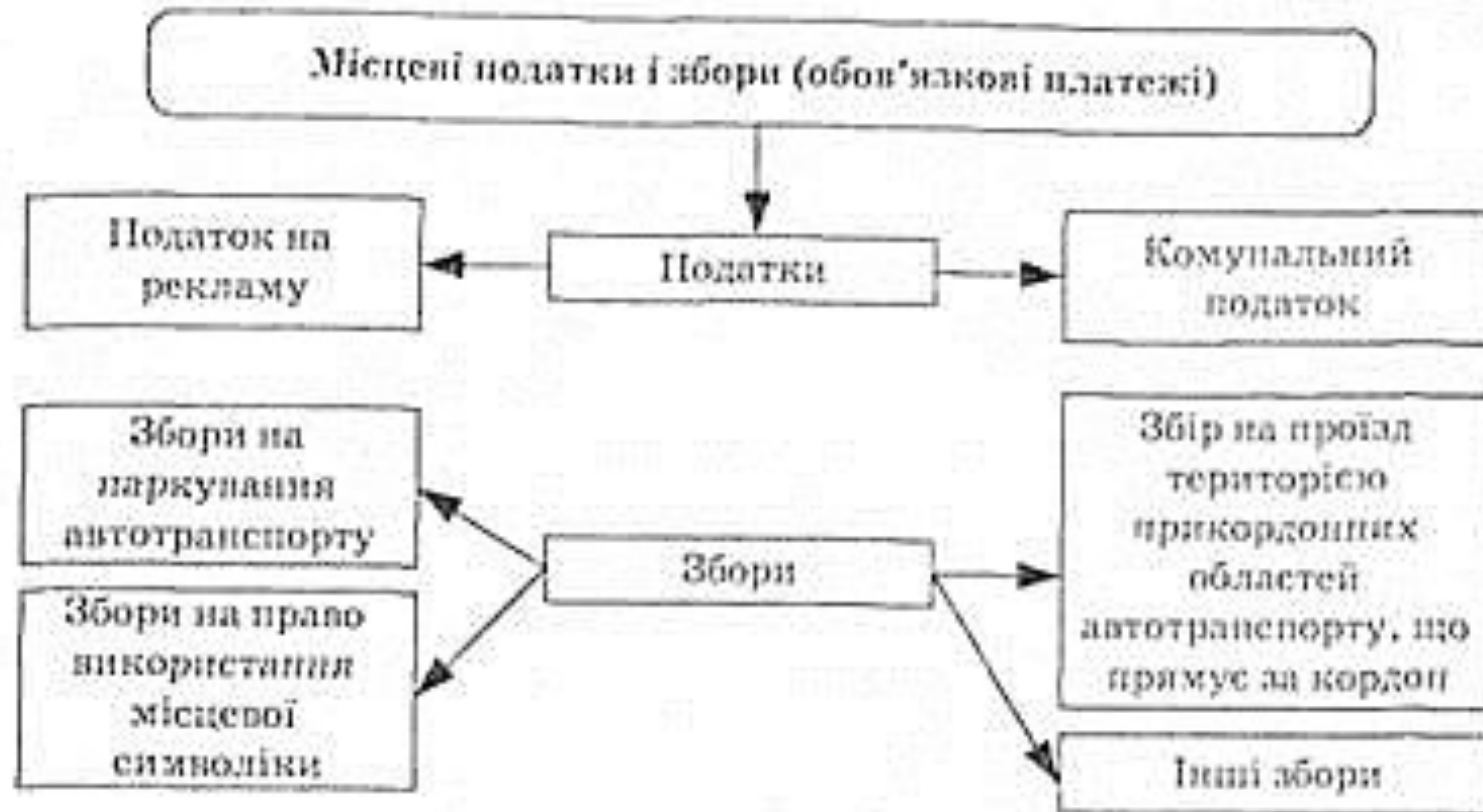 Місцеві податки і збори (обов'язкові платежі)
Податок на
рекламу
Податки
Комунальний
податок
Збори на
паркування
автотранспорту
Збори на право
використання
місцевої
символіки
Збори
Збір на проїзд
територією
прикордонних
областей
автотранспорту, що
прямує за кордон
Інші збори